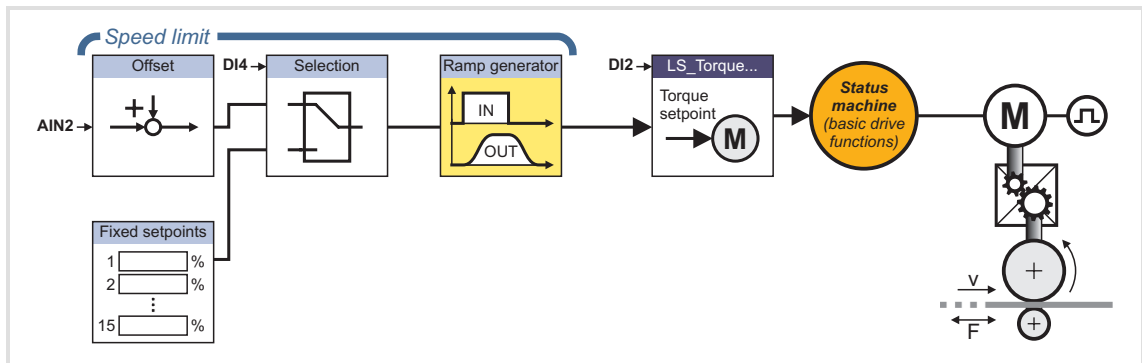 Speed limit
Offset
DI4
Selection
Ramp generator
DI2
LS_Torque...
+
AIN2
IN
OUT
Torque
setpoint
M
Status
machine
(basic drive
functions)
M
Fixed setpoints
1 %
2 %
15 %
+
v
F
+